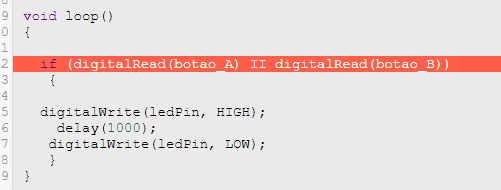 9 void loop()
0 {
1
2 if (digitalRead(botao_A) II digitalRead(botao_B))
3 {
4
5 digitalWrite(ledPin, HIGH);
6 delay(1000);
7 digitalWrite(ledPin, LOW);
8 }
9 }